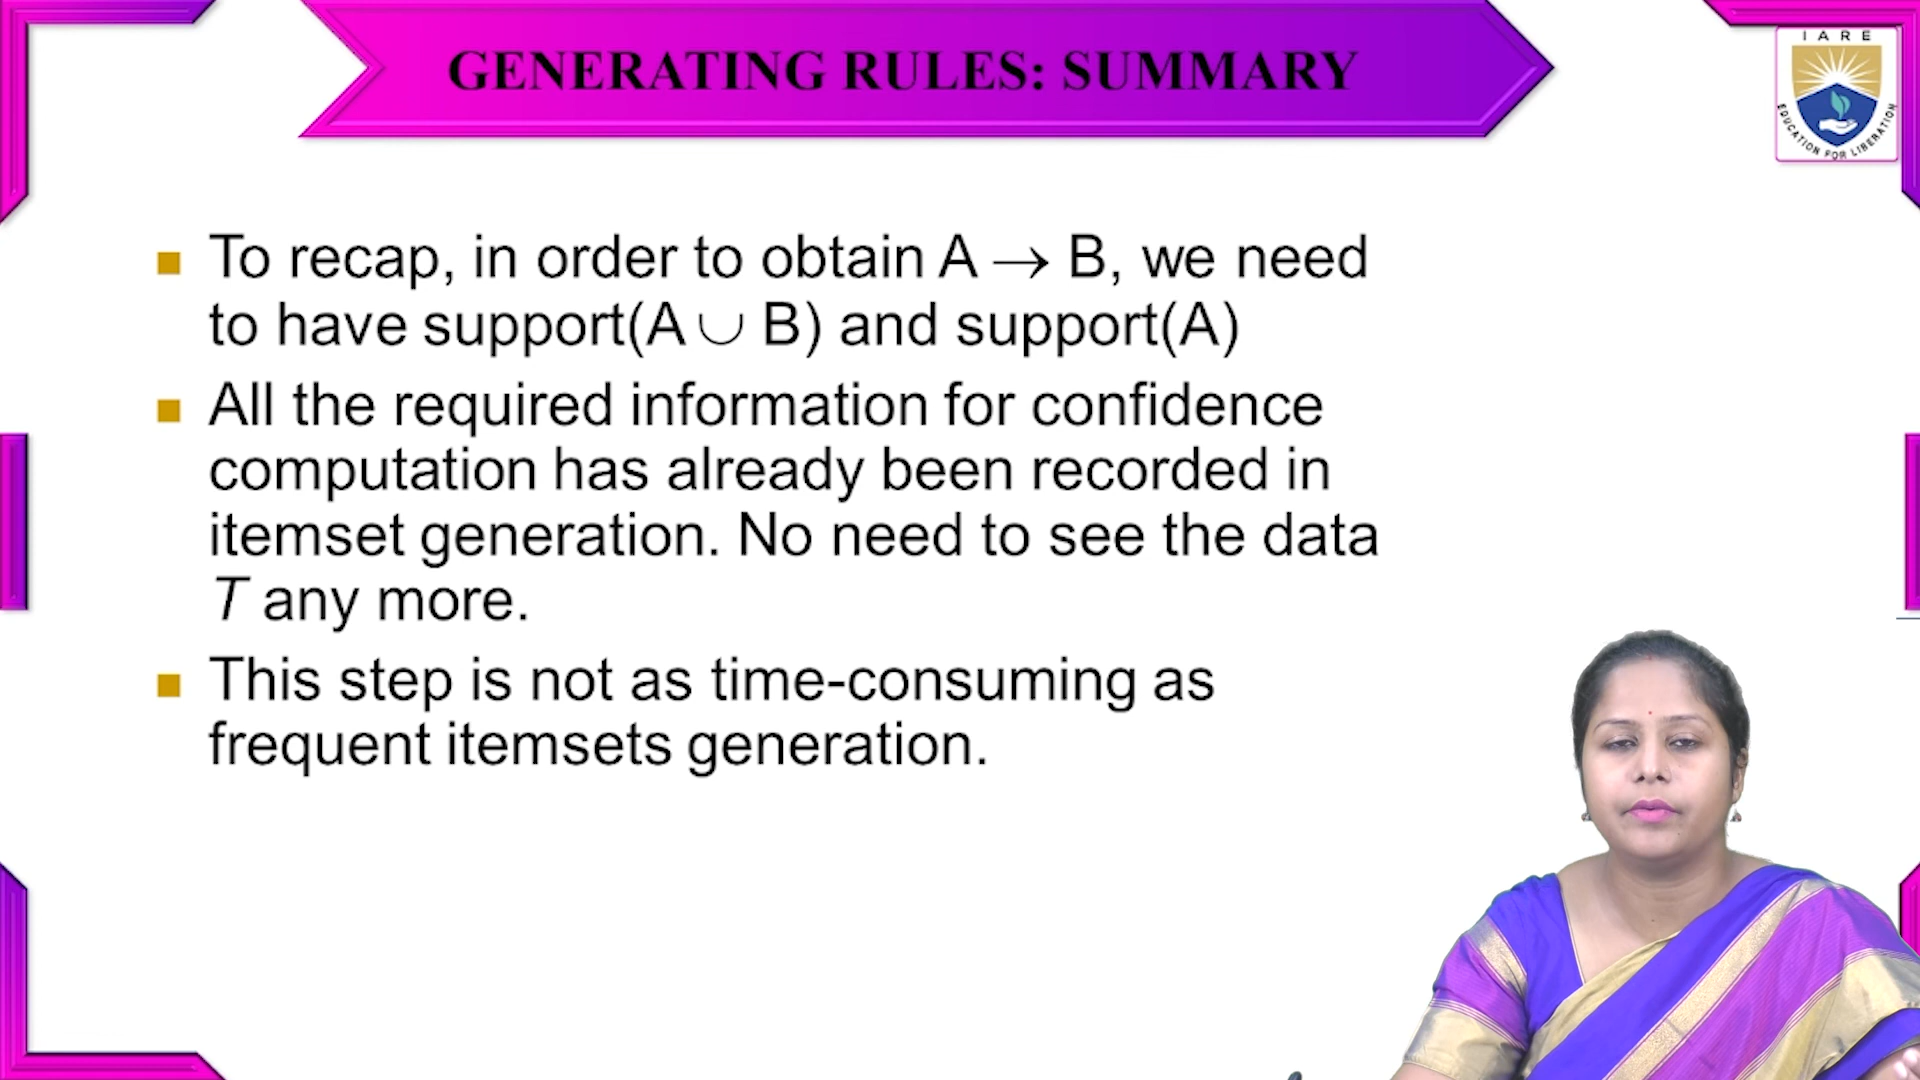 GENERATING RULES: SUMMARY
IARE
EDUCATION FOR LIBERATION
To recap, in order to obtain A → B, we need
to have support(A ∪ B) and support(A)
All the required information for confidence
computation has already been recorded in
itemset generation. No need to see the data
T any more.
This step is not as time-consuming as
frequent itemsets generation.